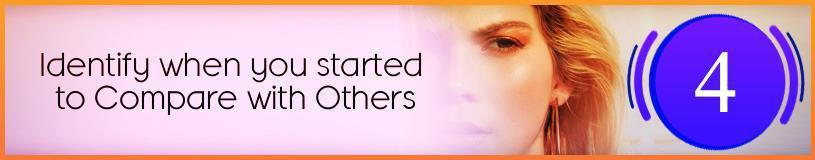 Identify when you started
to Compare with Others
4